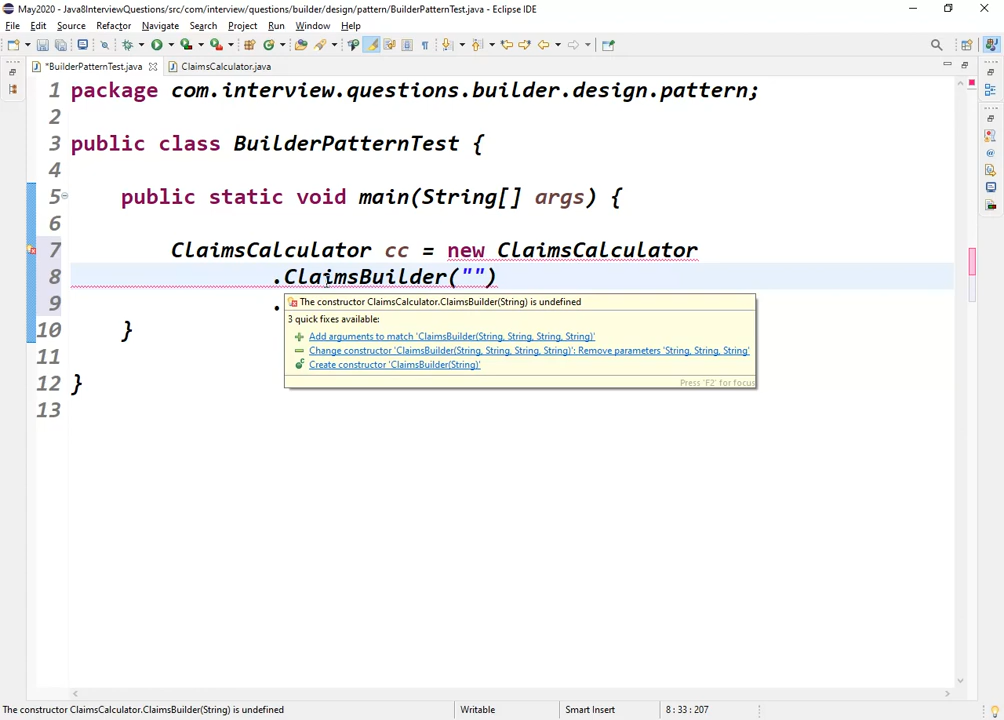 May2020 - Java8InterviewQuestions/src/com/interview/questions/builder/design/pattern/BuilderPatternTest.java - Eclipse IDE
File Edit Source Refactor Navigate Search Project Run Window Help
*BuilderPatternTest.java ClaimsCalculator.java
1 package com.interview.questions.builder.design.pattern;
2
3 public class BuilderPatternTest {
4
5 public static void main(String[] args) {
6
7 ClaimsCalculator cc = new ClaimsCalculator
8 .ClaimsBuilder("")
9 .
The constructor ClaimsCalculator.ClaimsBuilder(String) is undefined
3 quick fixes available:
Add arguments to match 'ClaimsBuilder(String, String, String, String)'
Change constructor 'ClaimsBuilder(String, String, String, String)': Remove parameters 'String, String, String'
Create constructor 'ClaimsBuilder(String)'
Press 'F2' for focus
10 }
11
12 }
13
The constructor ClaimsCalculator.ClaimsBuilder(String) is undefined Writable Smart Insert 8 : 33 : 207